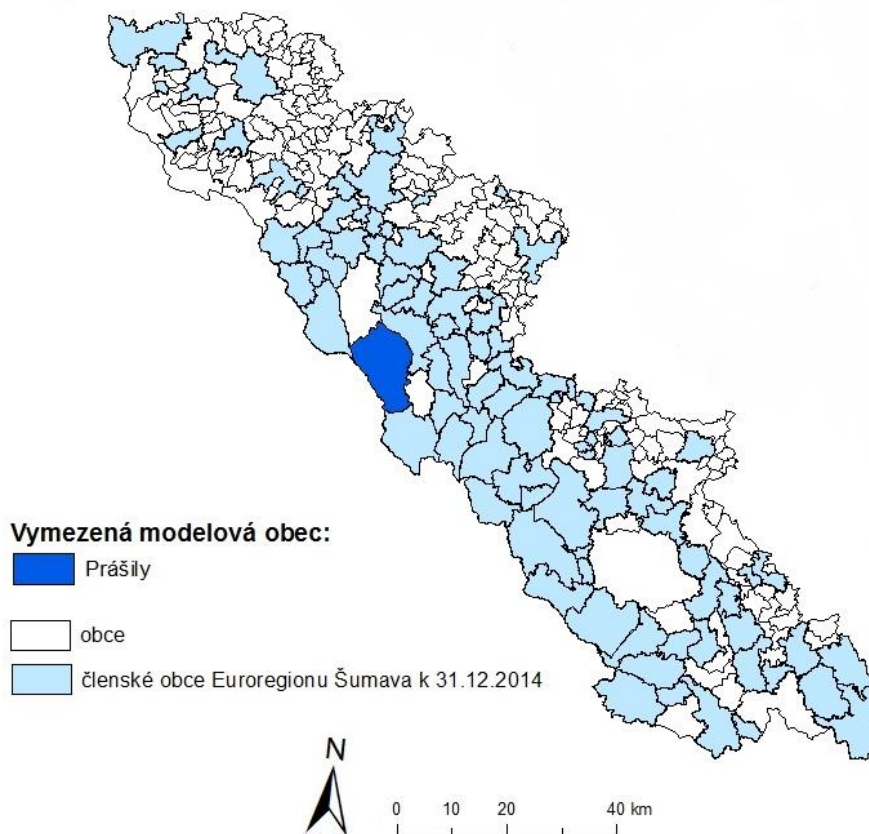 Vymezená modelová obec:
Prášily
obce
členské obce Euroregionu Šumava k 31.12.2014
N
0 10 20 40 km